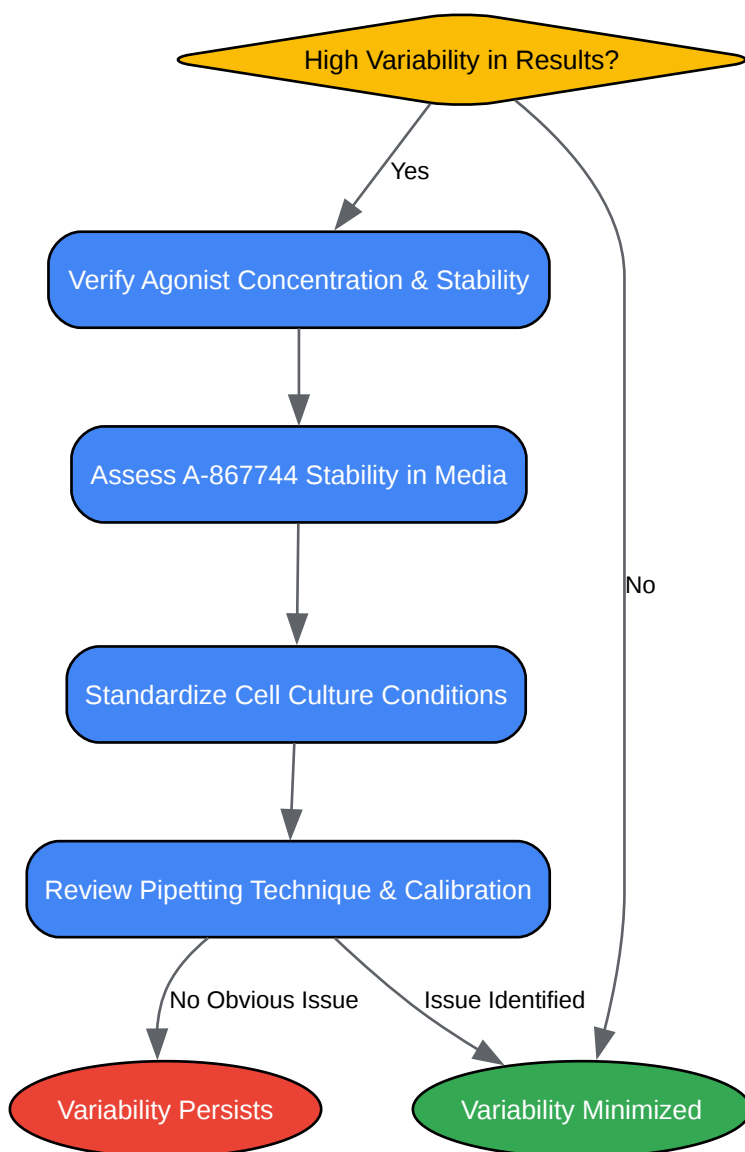 High Variability in Results?
Yes
Verify Agonist Concentration & Stability
Assess A-867744 Stability in Media
No
Standardize Cell Culture Conditions
Review Pipetting Technique & Calibration
No Obvious Issue
Issue Identified
Variability Persists
Variability Minimized